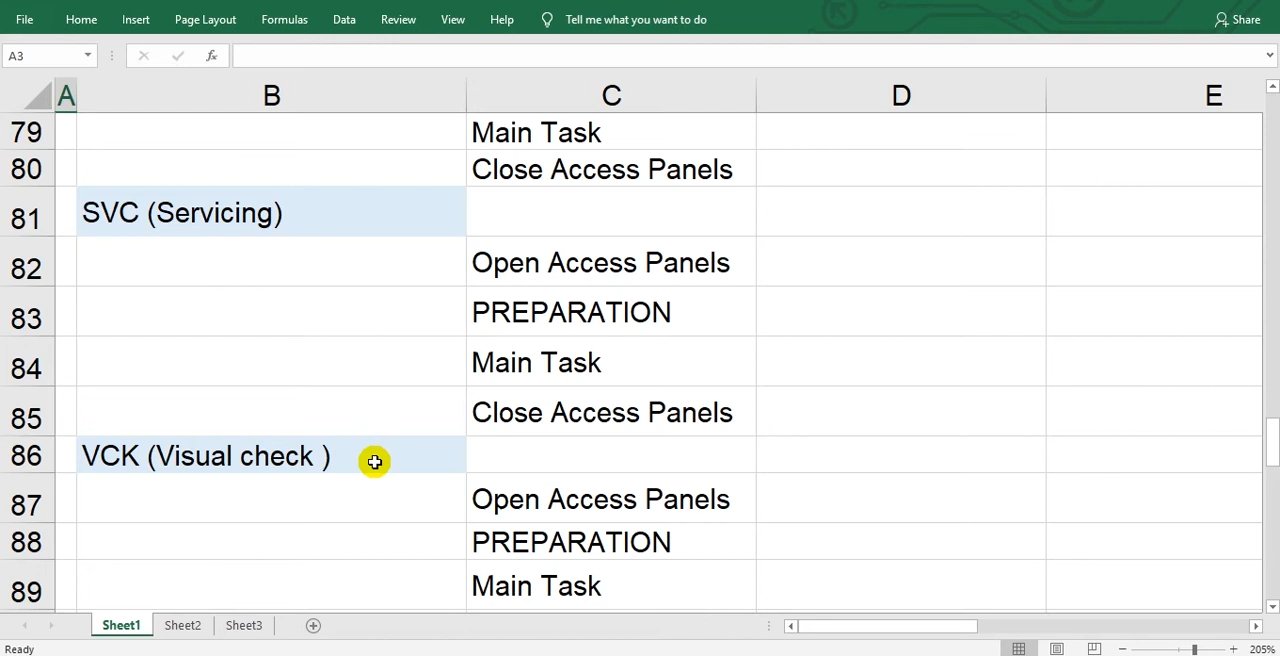 File Home Insert Page Layout Formulas Data Review View Help Tell me what you want to do Share
A3 fx
A B C D E
79 Main Task
80 Close Access Panels
81 SVC (Servicing)
82 Open Access Panels
83 PREPARATION
84 Main Task
85 Close Access Panels
86 VCK (Visual check )
87 Open Access Panels
88 PREPARATION
89 Main Task
Sheet1 Sheet2 Sheet3
Ready 205%